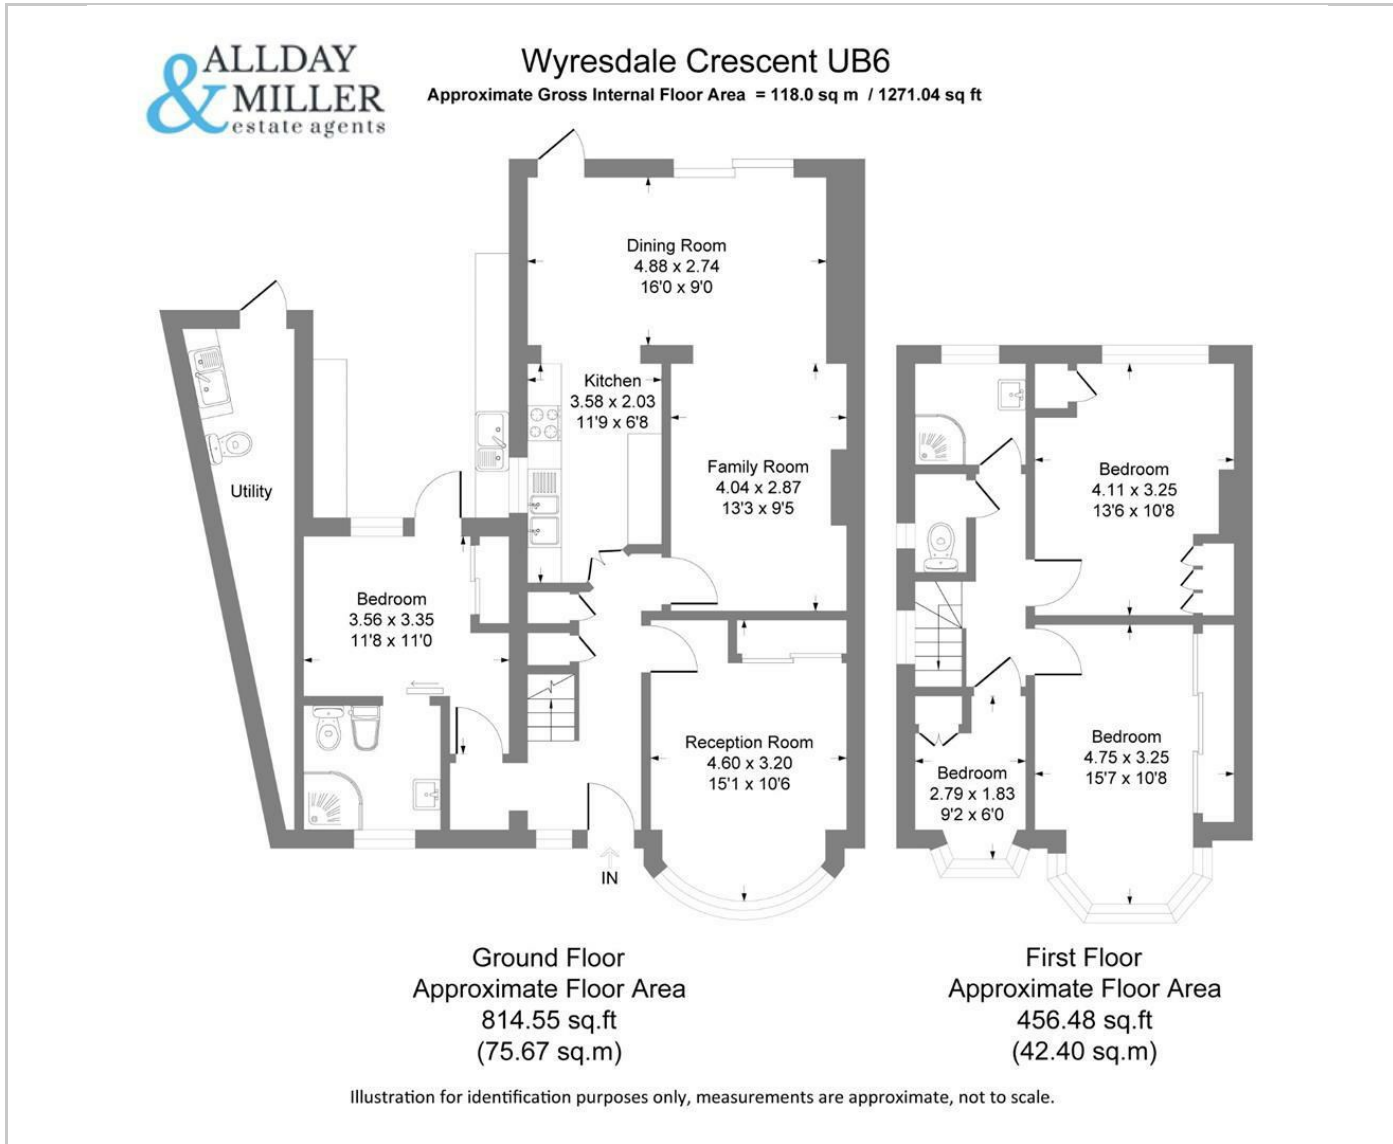 ALLDAY
& MILLER
estate agents
Wyresdale Crescent UB6
Approximate Gross Internal Floor Area = 118.0 sq m / 1271.04 sq ft
Dining Room
4.88 x 2.74
16'0 x 9'0
Kitchen
3.58 x 2.03
11'9 x 6'8
Family Room
4.04 x 2.87
13'3 x 9'5
Utility
Bedroom
3.56 x 3.35
11'8 x 11'0
Reception Room
4.60 x 3.20
15'1 x 10'6
IN
Bedroom
4.11 x 3.25
13'6 x 10'8
Bedroom
4.75 x 3.25
15'7 x 10'8
Bedroom
2.79 x 1.83
9'2 x 6'0
Ground Floor
Approximate Floor Area
814.55 sq.ft
(75.67 sq.m)
First Floor
Approximate Floor Area
456.48 sq.ft
(42.40 sq.m)
Illustration for identification purposes only, measurements are approximate, not to scale.